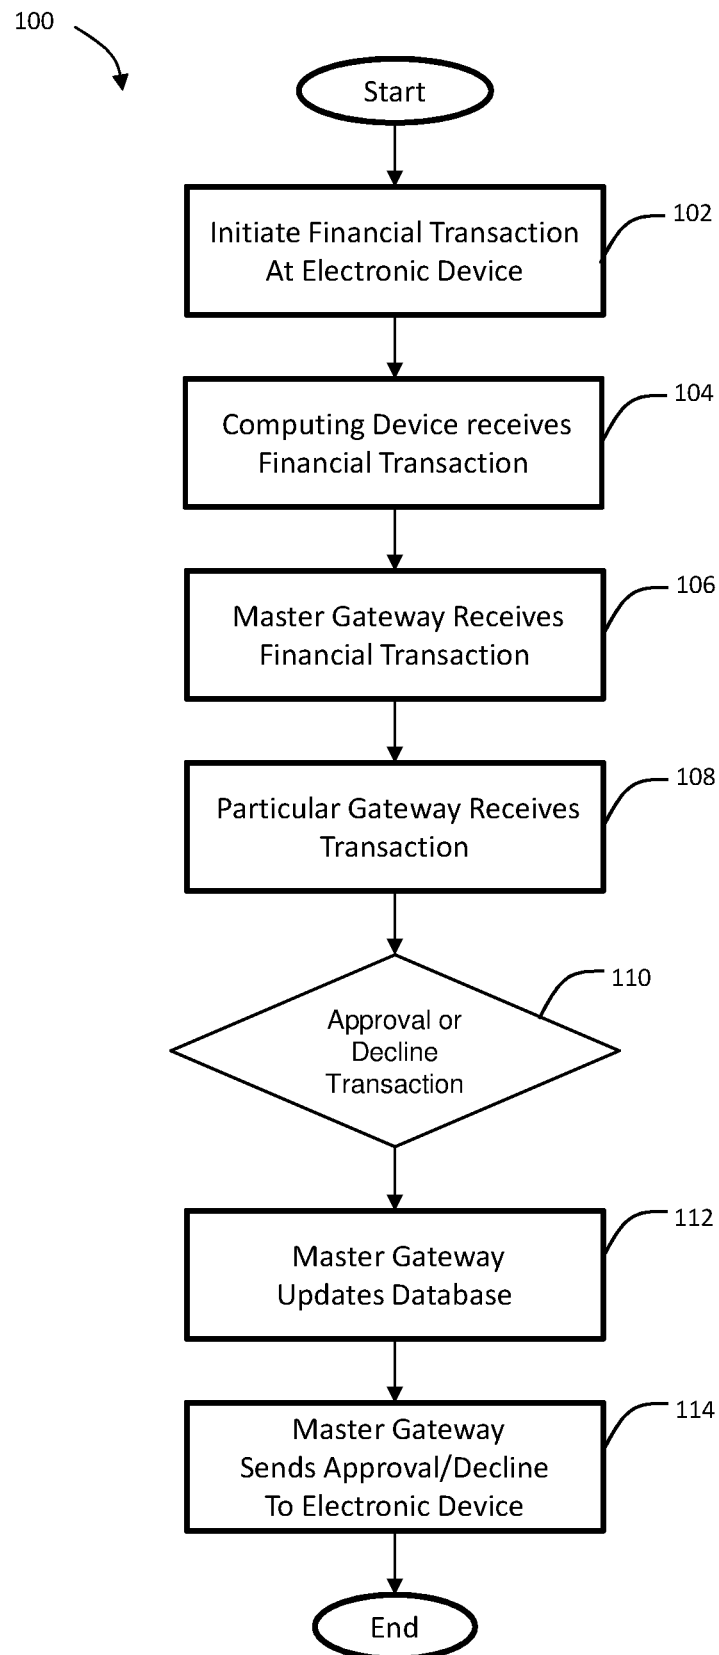 100
Start
102
Initiate Financial Transaction
At Electronic Device
104
Computing Device receives
Financial Transaction
106
Master Gateway Receives
Financial Transaction
108
Particular Gateway Receives
Transaction
110
Approval or
Decline
Transaction
112
Master Gateway
Updates Database
114
Master Gateway
Sends Approval/Decline
To Electronic Device
End